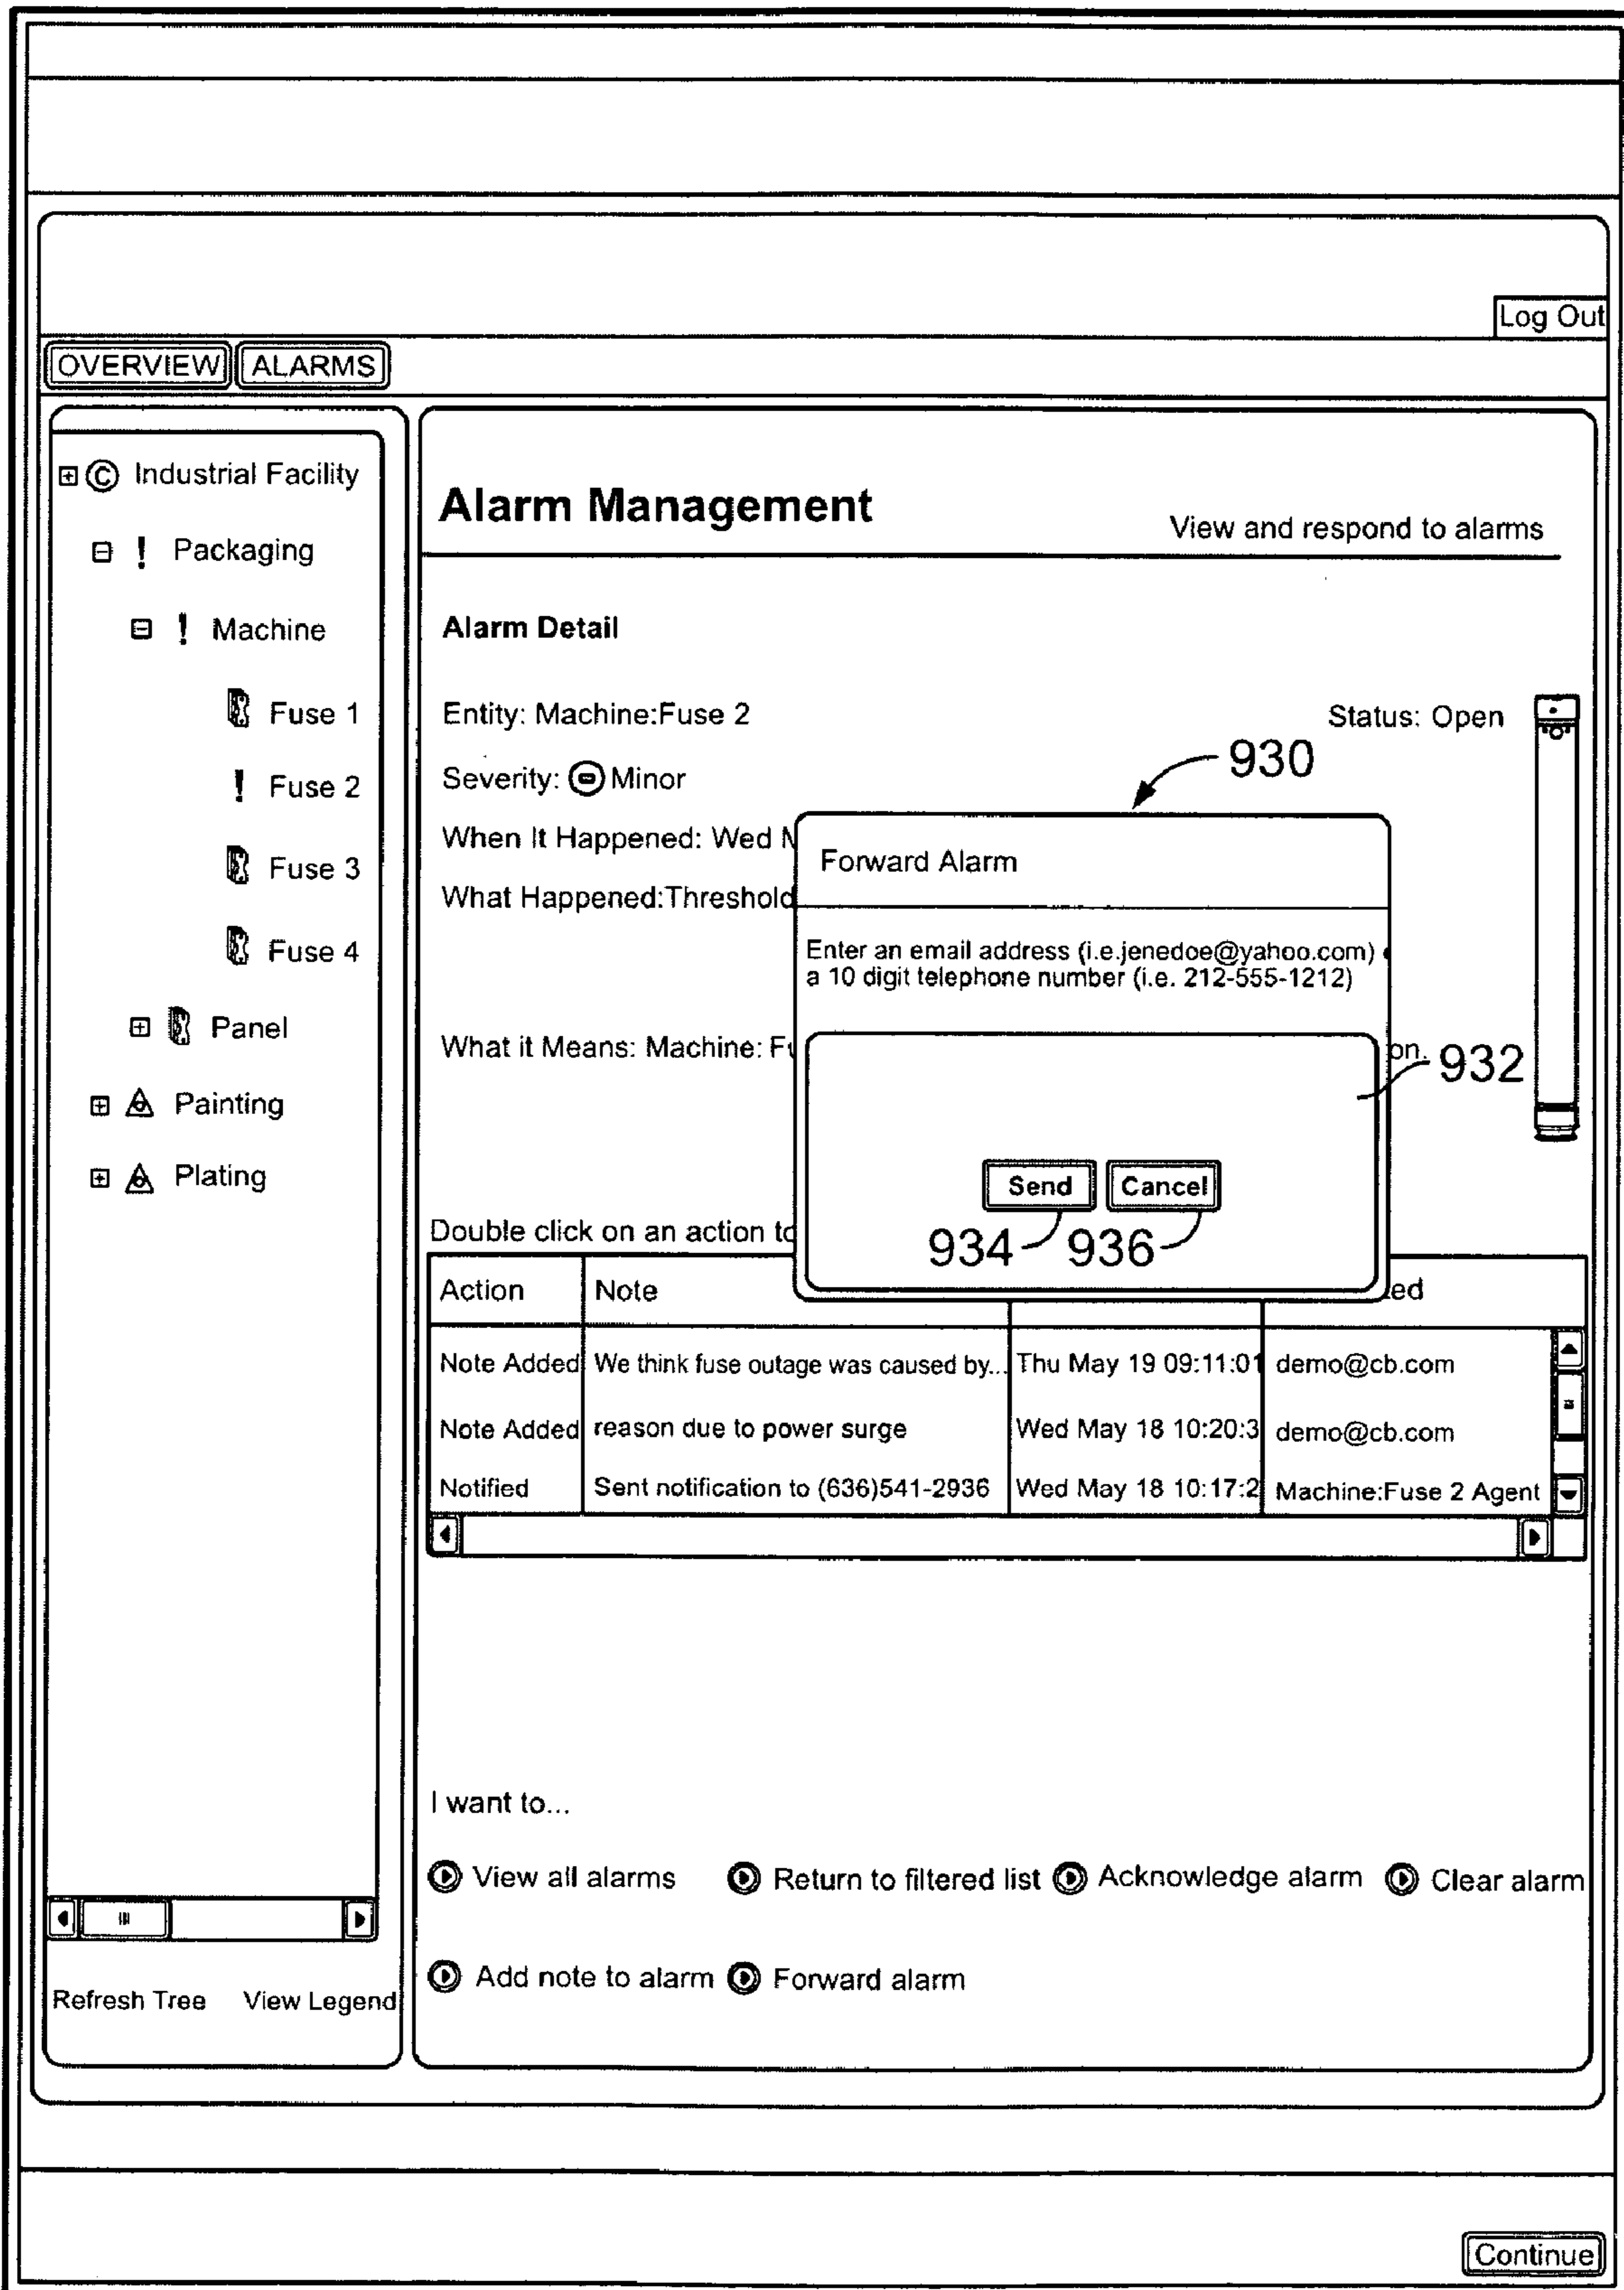 Log Out
OVERVIEW ALARMS
Industrial Facility
! Packaging
! Machine
Fuse 1
! Fuse 2
Fuse 3
Fuse 4
Panel
Painting
Plating
Refresh Tree View Legend
Alarm Management
View and respond to alarms
Alarm Detail
Entity: Machine:Fuse 2
Status: Open
Severity: Minor
When It Happened: Wed
What Happened:Threshold
What it Means: Machine:
on.
930
Forward Alarm
Enter an email address (i.e.jenedoe@yahoo.com)
a 10 digit telephone number (i.e. 212-555-1212)
932
Send Cancel
934 936
Double click on an action to
Action Note ed
Note Added We think fuse outage was caused by... Thu May 19 09:11:01 demo@cb.com
Note Added reason due to power surge Wed May 18 10:20:3 demo@cb.com
Notified Sent notification to (636)541-2936 Wed May 18 10:17:2 Machine:Fuse 2 Agent
I want to...
View all alarms Return to filtered list Acknowledge alarm Clear alarm
Add note to alarm Forward alarm
Continue